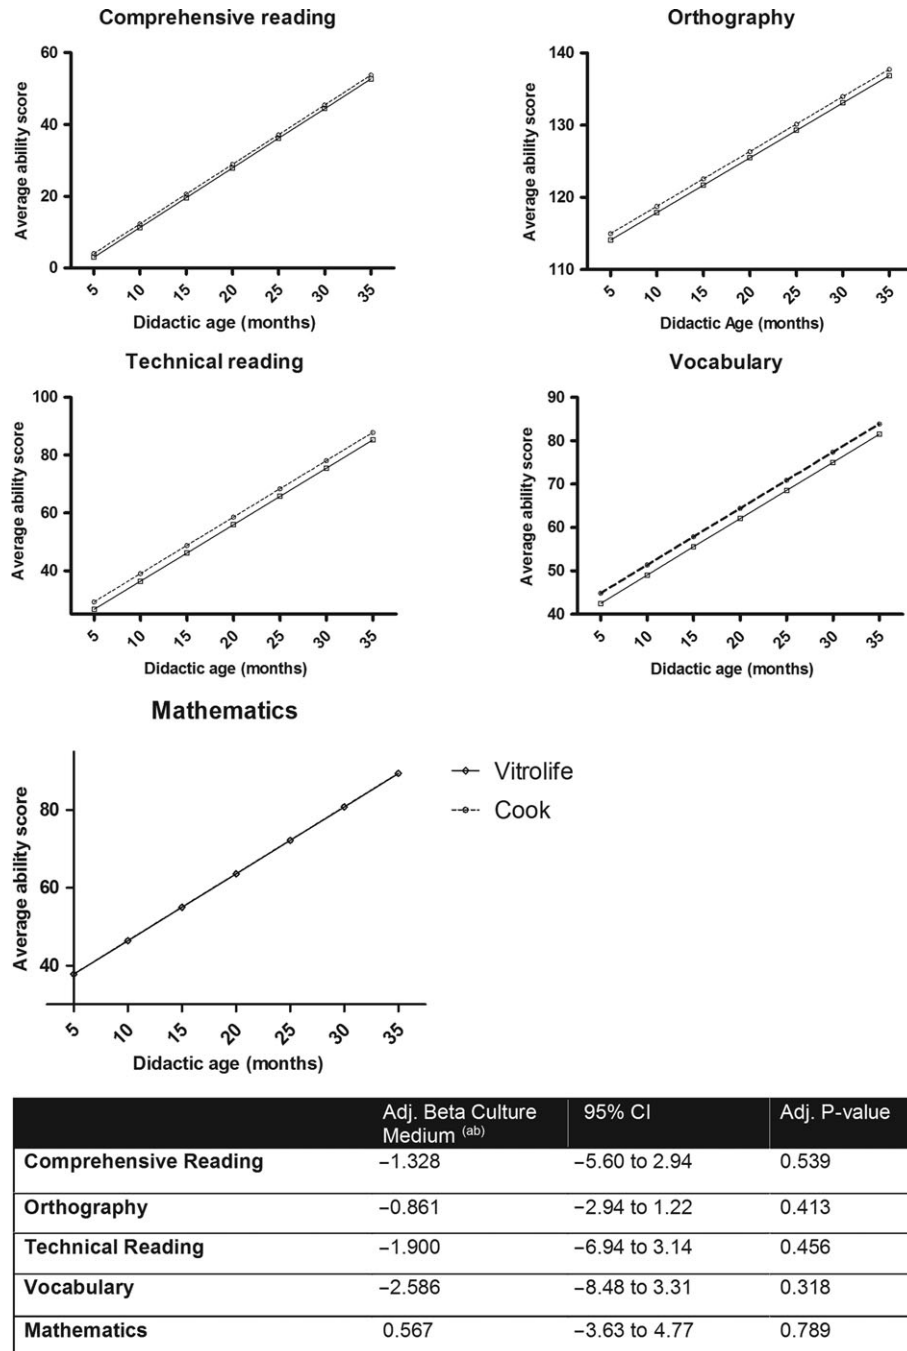 Comprehensive reading
Average ability score
60
40
20
0
5 10 15 20 25 30 35
Didactic age (months)
Orthography
Average ability score
140
130
120
110
5 10 15 20 25 30 35
Didactic Age (months)
Technical reading
Average ability score
100
80
60
40
5 10 15 20 25 30 35
Didactic age (months)
Vocabulary
Average ability score
90
80
70
60
50
40
5 10 15 20 25 30 35
Didactic age (months)
Mathematics
Average ability score
80
60
40
5 10 15 20 25 30 35
Didactic age (months)
Vitrolife
Cook
Adj. Beta Culture Medium (ab) 95% CI Adj. P-value
Comprehensive Reading −1.328 −5.60 to 2.94 0.539
Orthography −0.861 −2.94 to 1.22 0.413
Technical Reading −1.900 −6.94 to 3.14 0.456
Vocabulary −2.586 −8.48 to 3.31 0.318
Mathematics 0.567 −3.63 to 4.77 0.789